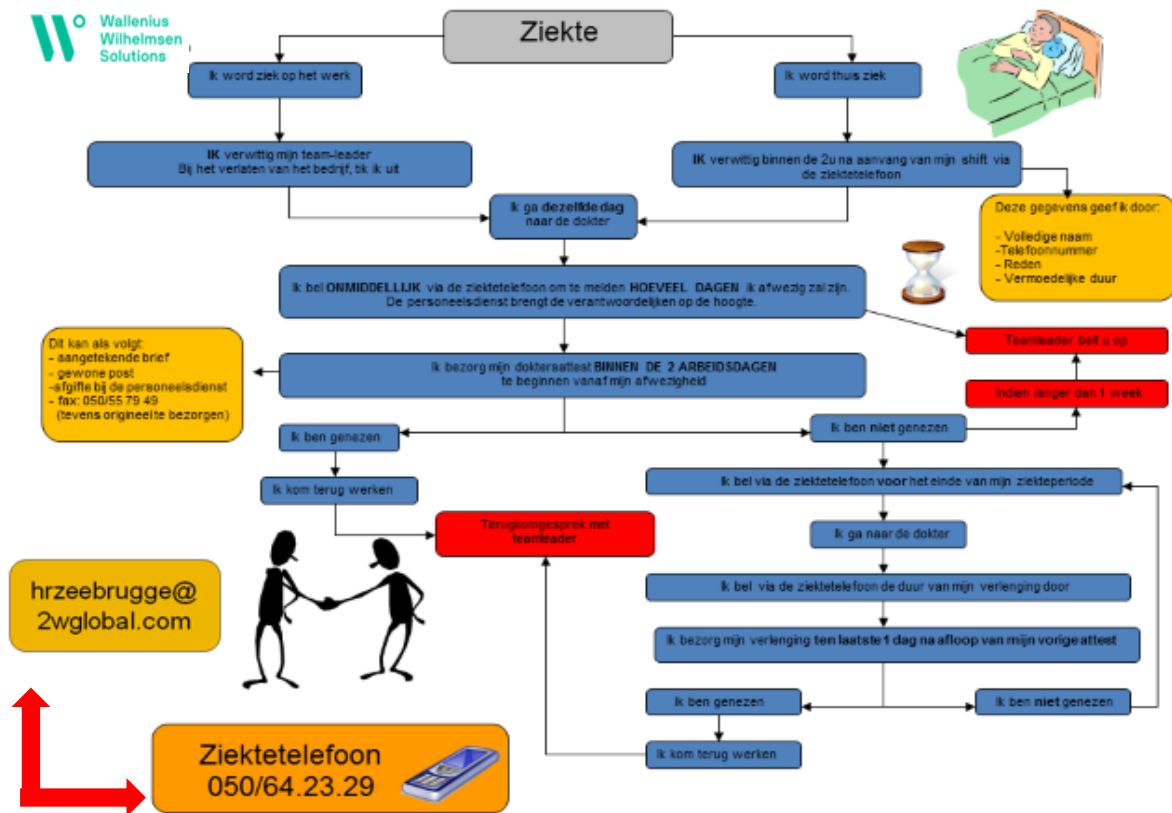 Wallenius
Wilhelmsen
Solutions
Ziekte
Ik word ziek op het werk
Ik word thuis ziek
IK verwittig mijn team-leader
Bij het verlaten van het bedrijf, tik ik uit
IK verwittig binnen de 2u na aanvang van mijn shift via
de ziektetelefoon
Ik ga dezelfde dag
naar de dokter
Deze gegevens geef ik door:
- Volledige naam
-Telefoonnummer
- Reden
- Vermoedelijke duur
Ik bel ONMIDDELLIJK via de ziektetelefoon om te melden HOEVEEL DAGEN ik afwezig zal zijn.
De personeelsdienst brengt de verantwoordelijken op de hoogte.
Teamleader belt u op
Dit kan als volgt:
- aangetekende brief
- gewone post
-afgifte bij de personeelsdienst
- fax: 050/55 79 49
(tevens origineel te bezorgen)
Ik bezorg mijn doktersattest BINNEN DE 2 ARBEIDSDAGEN
te beginnen vanaf mijn afwezigheid
Indien langer dan 1 week
Ik ben genezen
Ik ben niet genezen
Ik kom terug werken
Ik bel via de ziektetelefoon voor het einde van mijn ziekteperiode
Terugkomgesprek met
teamleader
Ik ga naar de dokter
hrzeebrugge@
2wglobal.com
Ik bel via de ziektetelefoon de duur van mijn verlenging door
Ik bezorg mijn verlenging ten laatste 1 dag na afloop van mijn vorige attest
Ik ben genezen
Ik ben niet genezen
Ik kom terug werken
Ziektetelefoon
050/64.23.29